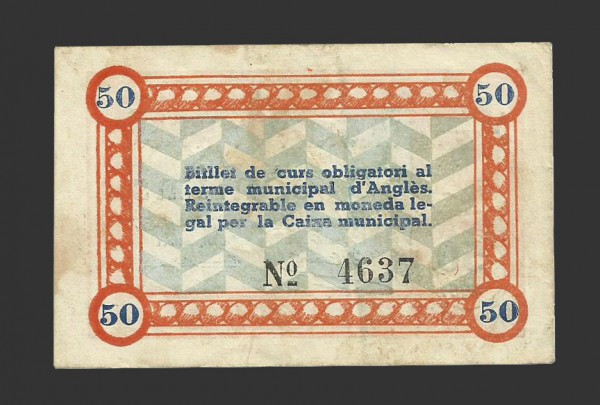 50 50
Bitllet de curs obligatori al
terme municipal d'Anglès.
Reintegrable en moneda le-
gal per la Caixa municipal.
Nº 4637
50 50